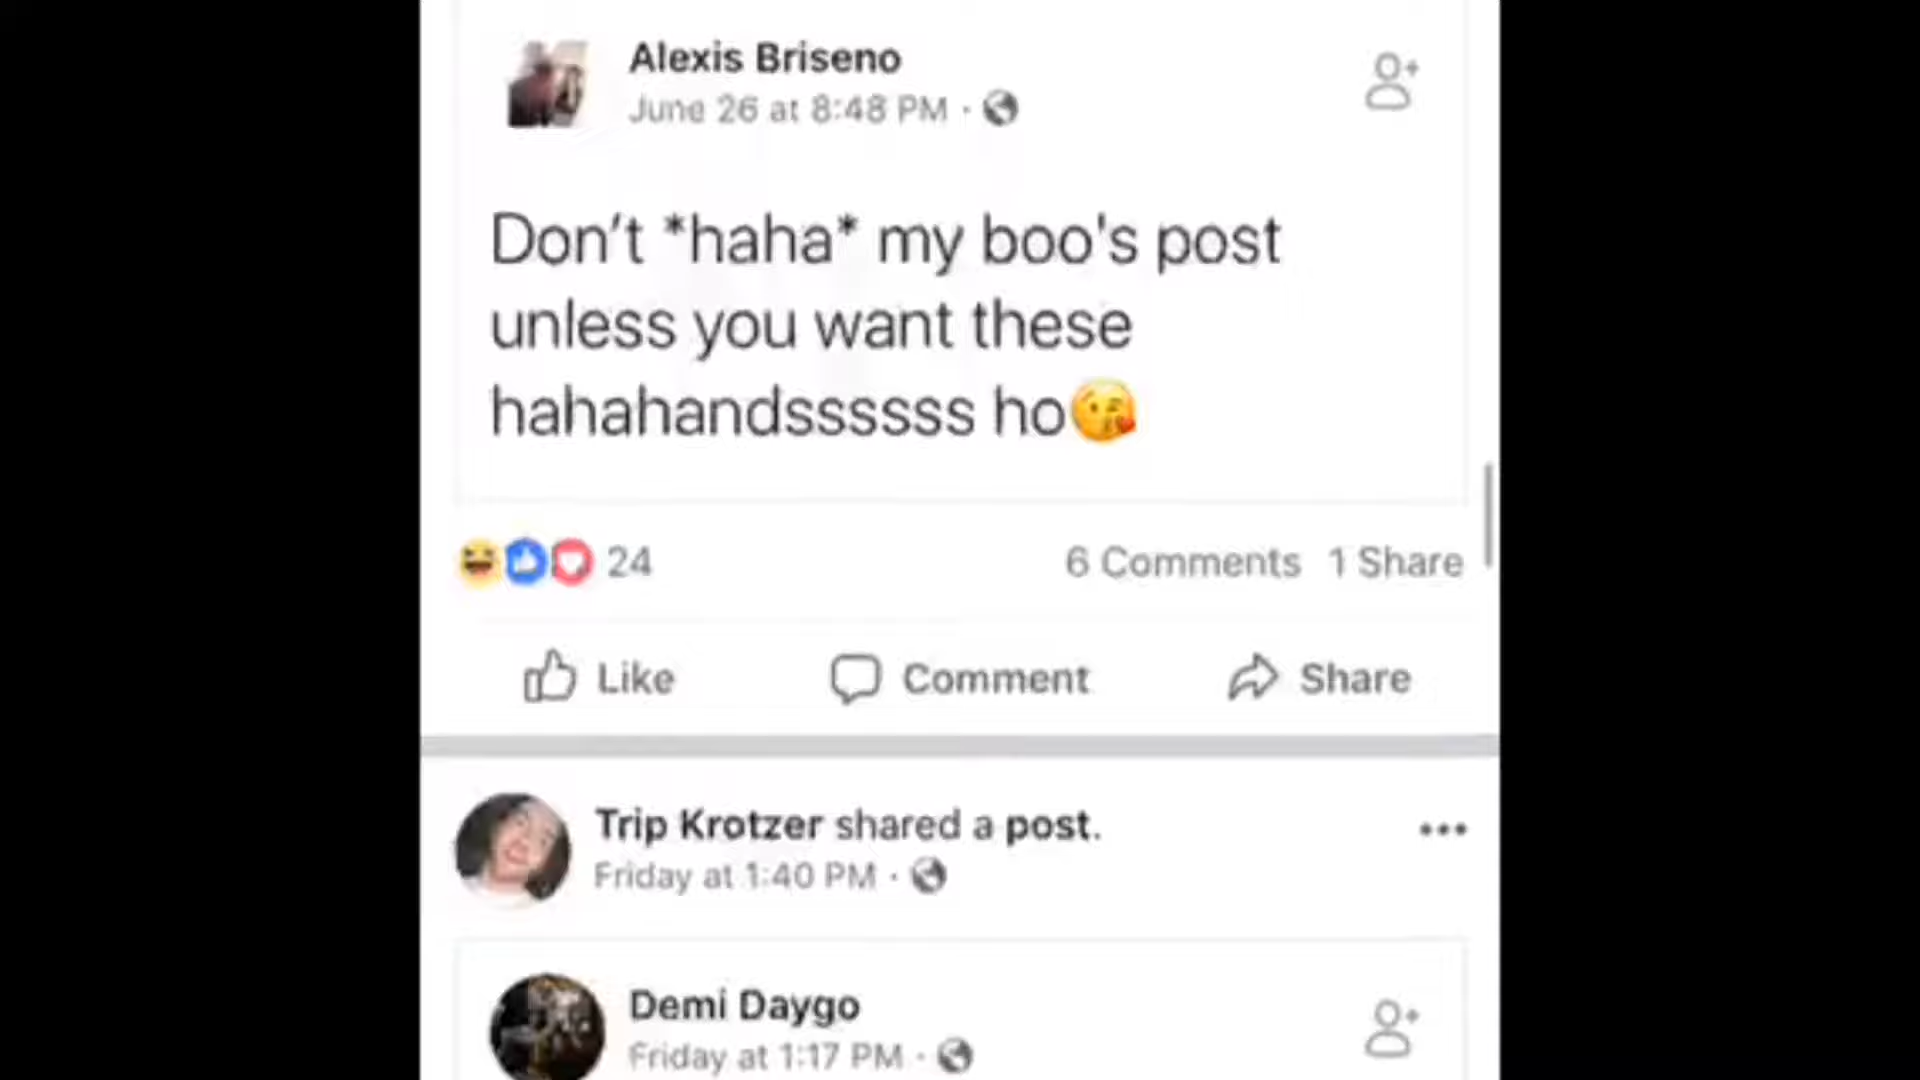 Alexis Briseno
June 26 at 8:48 PM ·
Don't *haha* my boo's post
unless you want these
hahahandssssss ho😘
24
6 Comments 1 Share
Like Comment Share
Trip Krotzer shared a post.
Friday at 1:40 PM ·
Demi Daygo
Friday at 1:17 PM ·